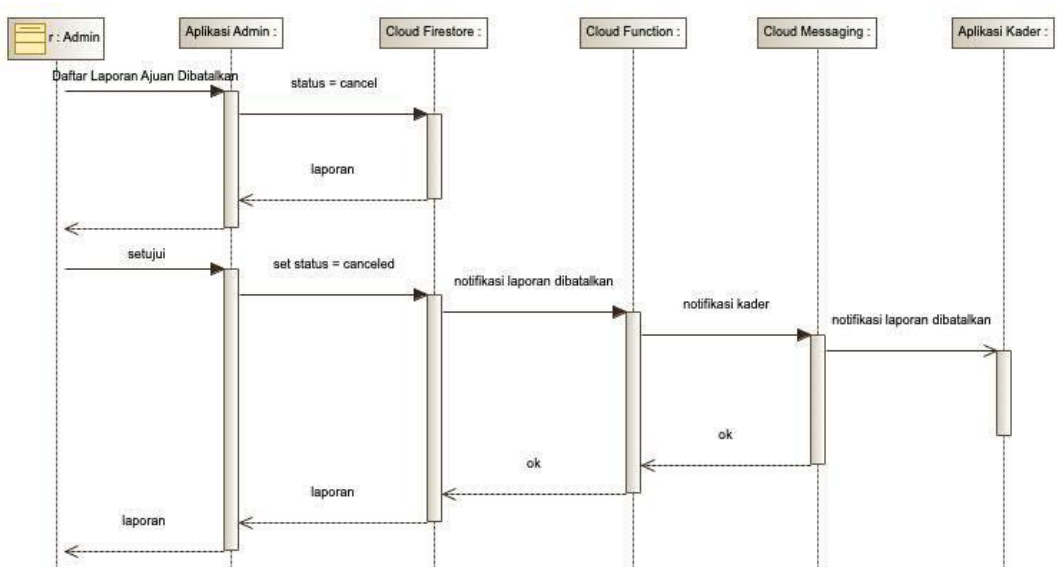 r : Admin
Aplikasi Admin :
Cloud Firestore :
Cloud Function :
Cloud Messaging :
Aplikasi Kader :
Daftar Laporan Ajuan Dibatalkan
status = cancel
laporan
setujui
set status = canceled
notifikasi laporan dibatalkan
notifikasi kader
notifikasi laporan dibatalkan
ok
ok
laporan
laporan